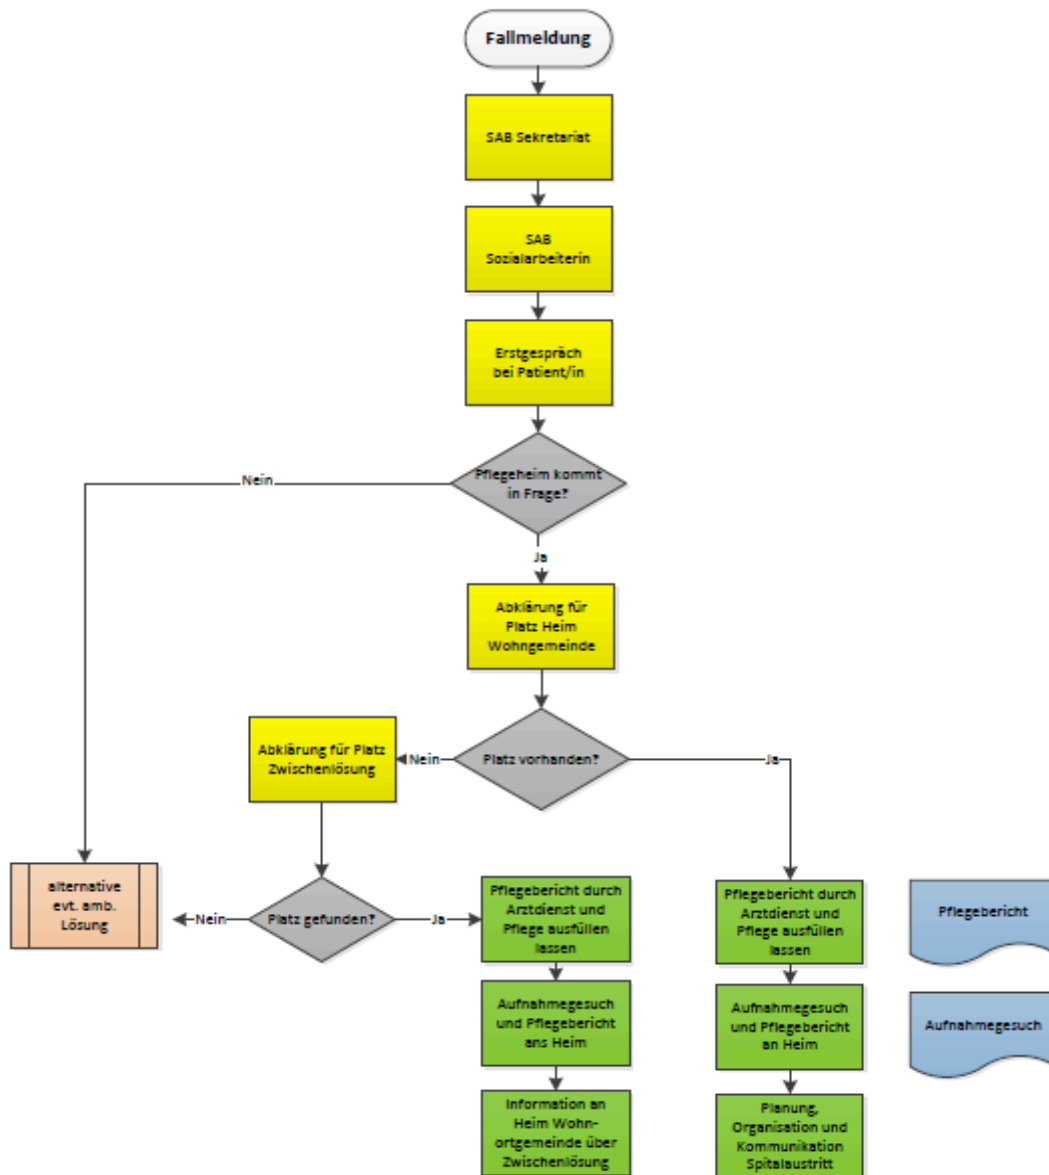 Fallmeldung
SAB Sekretariat
SAB
Sozialarbeiterin
Erstgespräch
bei Patient/in
Pflegeheim kommt
in Frage?
Nein
Ja
Abklärung für
Platz Heim
Wohngemeinde
Abklärung für Platz
Zwischenlösung
Nein
Platz vorhanden?
Ja
alternative
evt. amb.
Lösung
Nein
Platz gefunden?
Ja
Pflegebericht durch
Arztdienst und
Pflege ausfüllen
lassen
Pflegebericht durch
Arztdienst und
Pflege ausfüllen
lassen
Pflegebericht
Aufnahmegesuch
und Pflegebericht
ans Heim
Aufnahmegesuch
und Pflegebericht
an Heim
Aufnahmegesuch
Information an
Heim Wohn-
ortgemeinde über
Zwischenlösung
Planung,
Organisation und
Kommunikation
Spitalaustritt